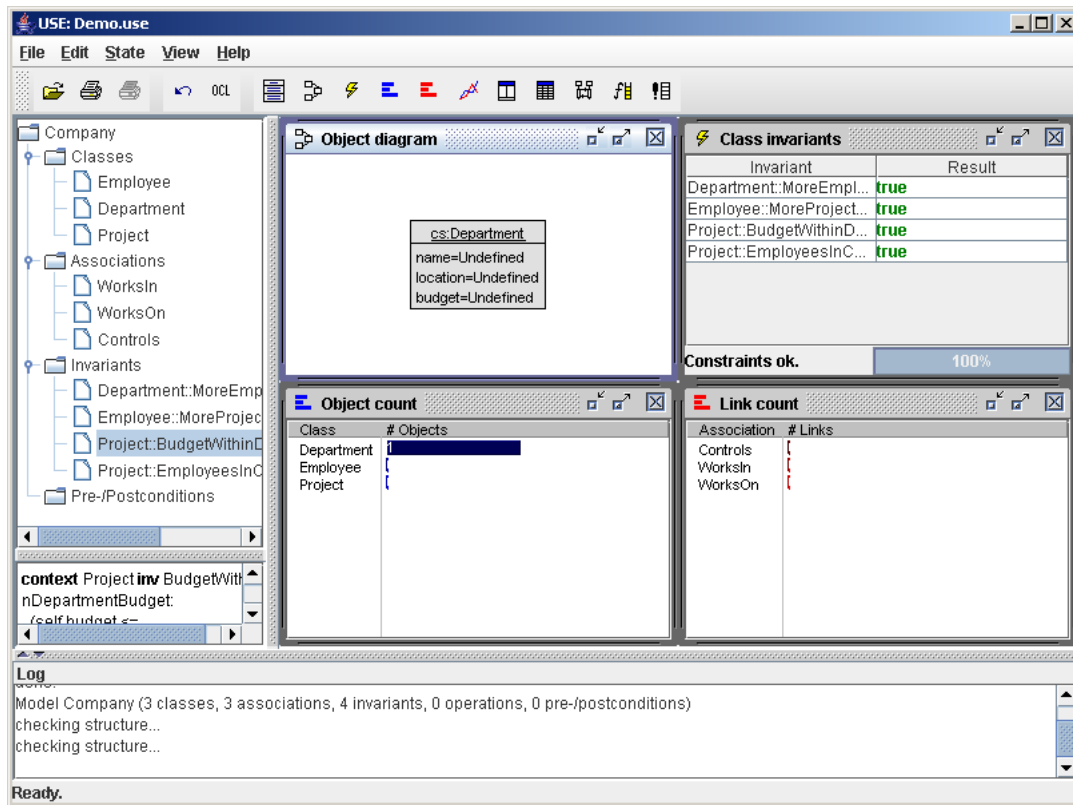 USE: Demo.use
File Edit State View Help
OCL
Company
Classes
Employee
Department
Project
Associations
WorksIn
WorksOn
Controls
Invariants
Department::MoreEmp
Employee::MoreProjec
Project::BudgetWithinD
Project::EmployeesInC
Pre-/Postconditions
context Project inv BudgetWithi
nDepartmentBudget:
(self.budget <=
Object diagram
cs:Department
name=Undefined
location=Undefined
budget=Undefined
Class invariants
Invariant Result
Department::MoreEmpl... true
Employee::MoreProject... true
Project::BudgetWithinD... true
Project::EmployeesInC... true
Constraints ok. 100%
Object count
Class # Objects
Department 1
Employee
Project
Link count
Association # Links
Controls
WorksIn
WorksOn
Log
done.
Model Company (3 classes, 3 associations, 4 invariants, 0 operations, 0 pre-/postconditions)
checking structure...
checking structure...
Ready.